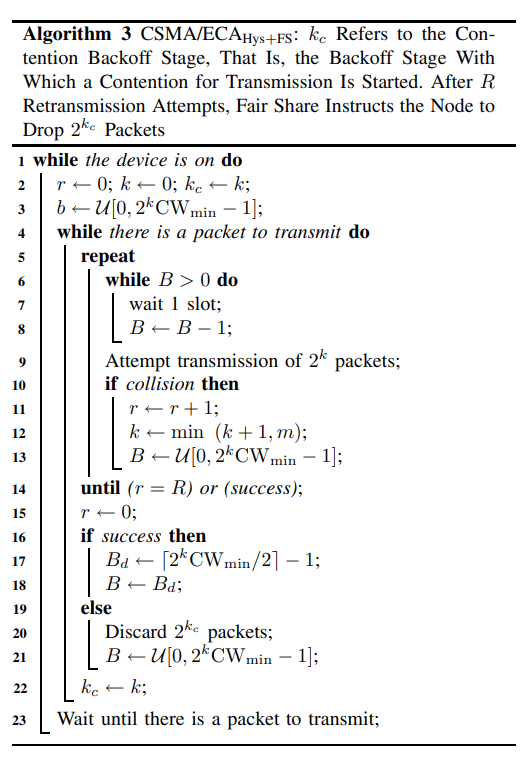 Algorithm 3 CSMA/ECA_Hys+FS: k_c Refers to the Con-
tention Backoff Stage, That Is, the Backoff Stage With
Which a Contention for Transmission Is Started. After R
Retransmission Attempts, Fair Share Instructs the Node to
Drop 2^{k_c} Packets
1 while the device is on do
2 r ← 0; k ← 0; k_c ← k;
3 b ← 𝒰[0, 2^k CW_min − 1];
4 while there is a packet to transmit do
5 repeat
6 while B > 0 do
7 wait 1 slot;
8 B ← B − 1;
9 Attempt transmission of 2^k packets;
10 if collision then
11 r ← r + 1;
12 k ← min (k + 1, m);
13 B ← 𝒰[0, 2^k CW_min − 1];
14 until (r = R) or (success);
15 r ← 0;
16 if success then
17 B_d ← ⌈2^k CW_min/2⌉ − 1;
18 B ← B_d;
19 else
20 Discard 2^{k_c} packets;
21 B ← 𝒰[0, 2^k CW_min − 1];
22 k_c ← k;
23 Wait until there is a packet to transmit;